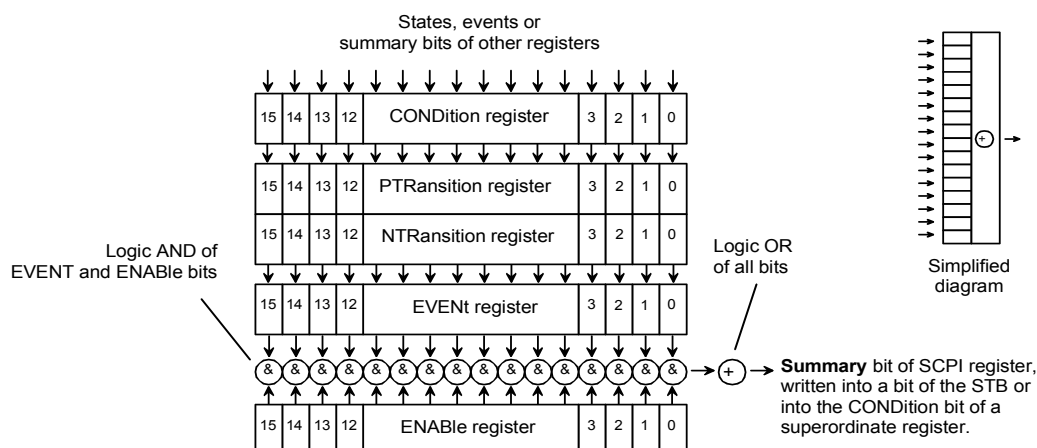 States, events or
summary bits of other registers
15 14 13 12 CONDition register 3 2 1 0
15 14 13 12 PTRansition register 3 2 1 0
15 14 13 12 NTRansition register 3 2 1 0
15 14 13 12 EVENt register 3 2 1 0
Logic AND of
EVENT and ENABle bits
& & & & & & & & & & & & & & & &
+
Logic OR
of all bits
Summary bit of SCPI register,
written into a bit of the STB or
into the CONDition bit of a
superordinate register.
15 14 13 12 ENABle register 3 2 1 0
+
Simplified
diagram